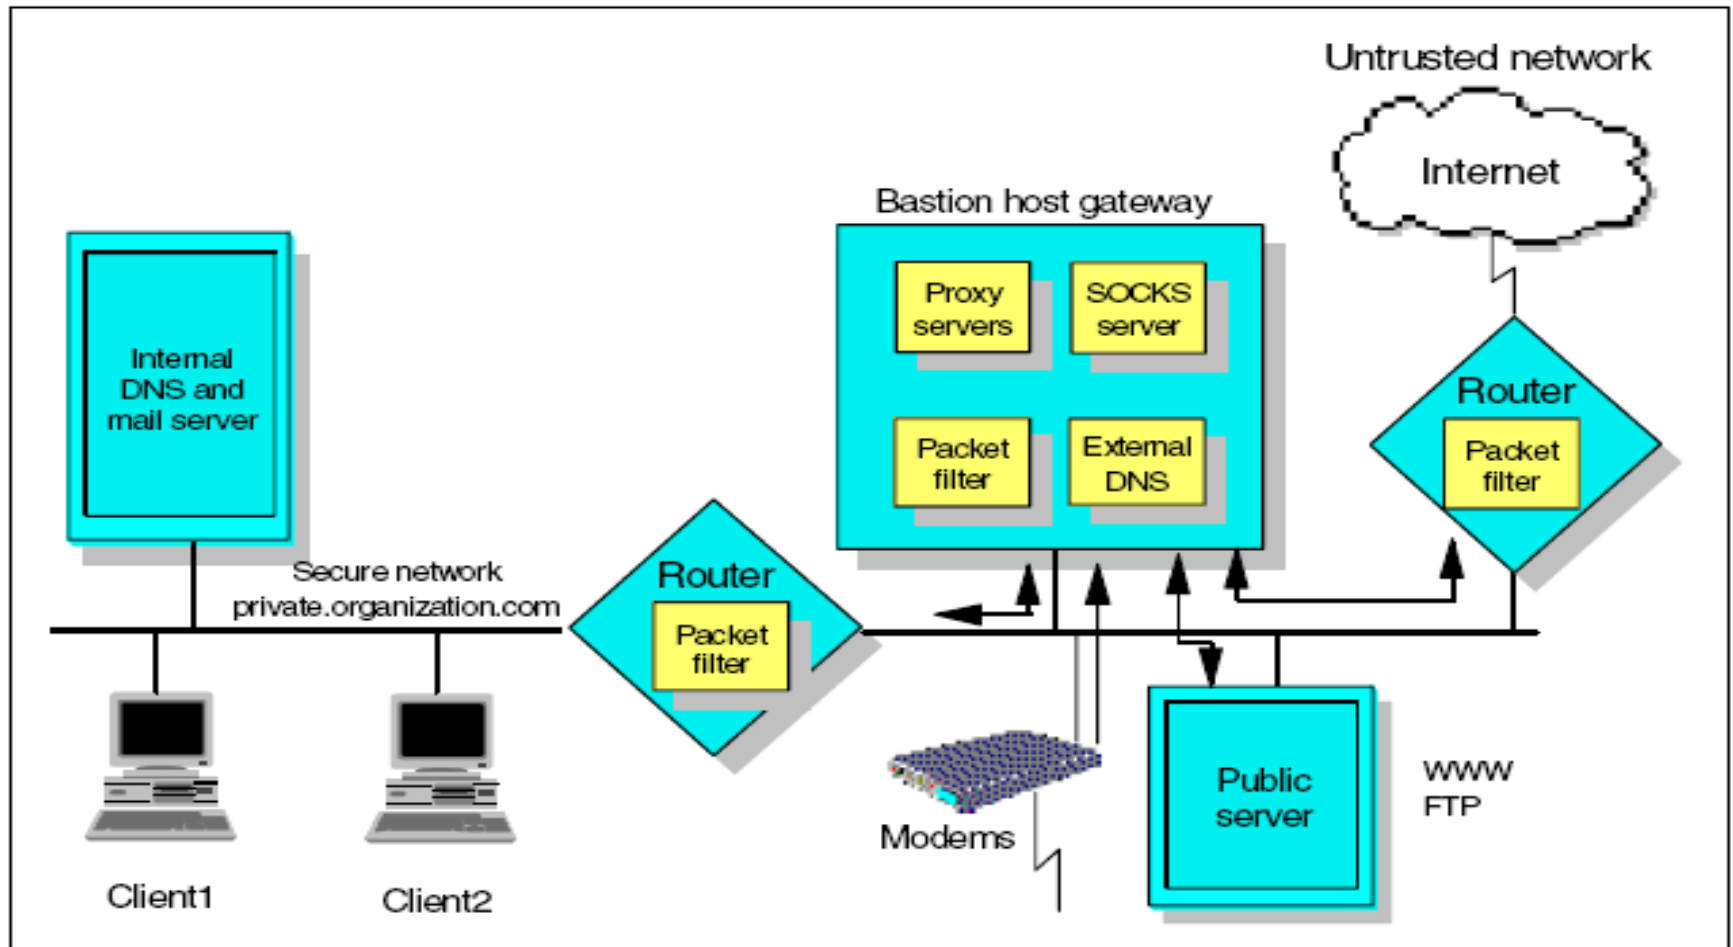 Untrusted network
Internet
Bastion host gateway
Proxy
servers
SOCKS
server
Packet
filter
External
DNS
Router
Packet
filter
Internal
DNS and
mail server
Secure network
private.organization.com
Router
Packet
filter
Client1
Client2
Modems
Public
server
WWW
FTP